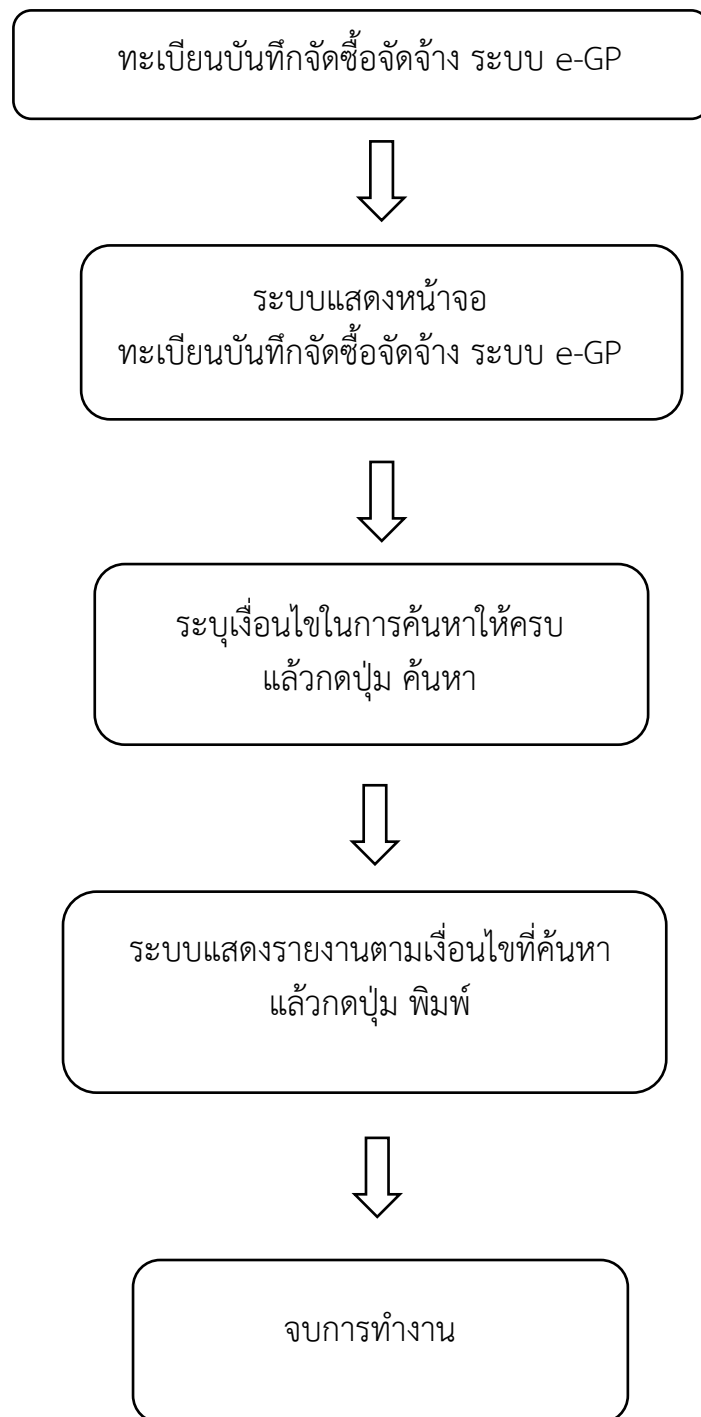 ทะเบียนบันทึกจัดซื้อจัดจ้าง ระบบ e-GP
ระบบแสดงหน้าจอ
ทะเบียนบันทึกจัดซื้อจัดจ้าง ระบบ e-GP
ระบุเงื่อนไขในการค้นหาให้ครบ
แล้วกดปุ่ม ค้นหา
ระบบแสดงรายงานตามเงื่อนไขที่ค้นหา
แล้วกดปุ่ม พิมพ์
จบการทำงาน